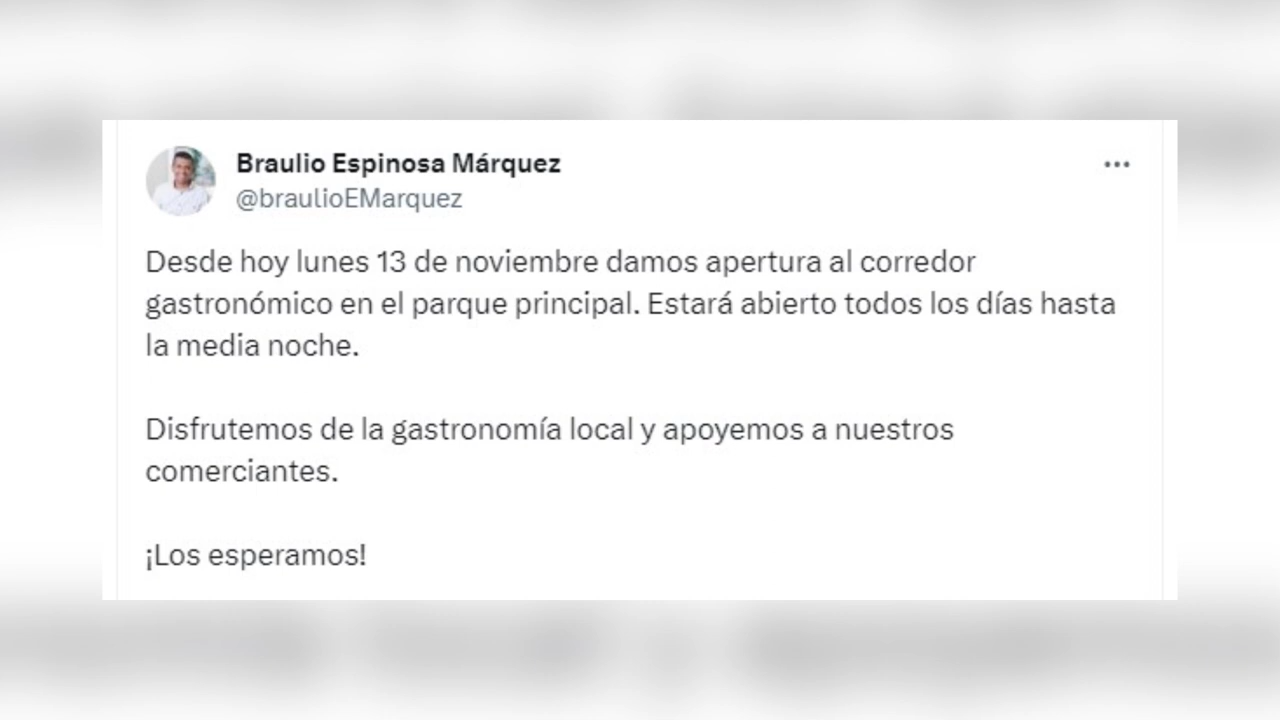 Braulio Espinosa Márquez
@braulioEMarquez
Desde hoy lunes 13 de noviembre damos apertura al corredor
gastronómico en el parque principal. Estará abierto todos los días hasta
la media noche.
Disfrutemos de la gastronomía local y apoyemos a nuestros
comerciantes.
¡Los esperamos!